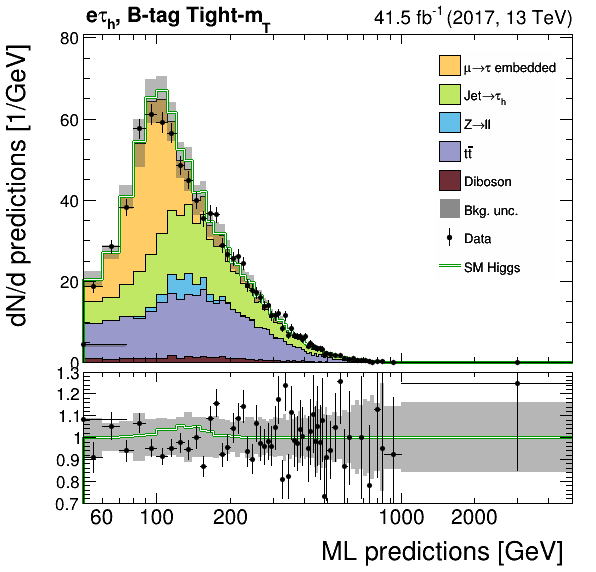 eτh, B-tag Tight-mT
41.5 fb-1 (2017, 13 TeV)
dN/d predictions [1/GeV]
80
60
40
20
0
μ→τ embedded
Jet→τh
Z→ll
tt̄
Diboson
Bkg. unc.
Data
SM Higgs
1.3
1.2
1.1
1
0.9
0.8
0.7
60 100 200 1000 2000
ML predictions [GeV]